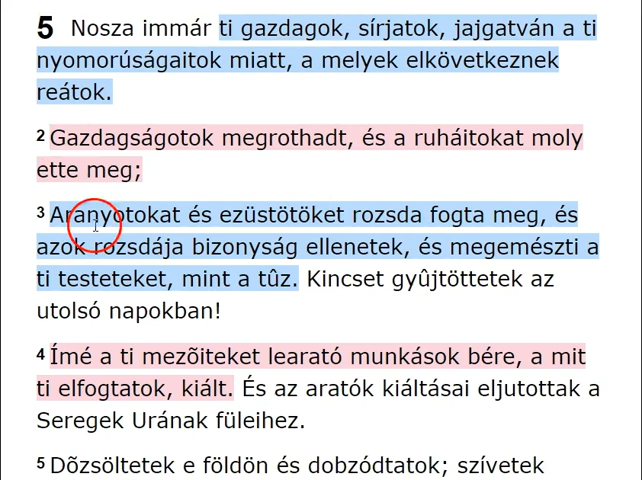 5 Nosza immár ti gazdagok, sírjatok, jajgatván a ti
nyomorúságaitok miatt, a melyek elkövetkeznek
reátok.
2 Gazdagságotok megrothadt, és a ruháitokat moly
ette meg;
3 Aranyotokat és ezüstötöket rozsda fogta meg, és
azok rozsdája bizonyság ellenetek, és megemészti a
ti testeteket, mint a tûz. Kincset gyûjtöttetek az
utolsó napokban!
4 Ímé a ti mezõiteket learató munkások bére, a mit
ti elfogtatok, kiált. És az aratók kiáltásai eljutottak a
Seregek Urának füleihez.
5 Dõzsöltetek e földön és dobzódtatok; szívetek